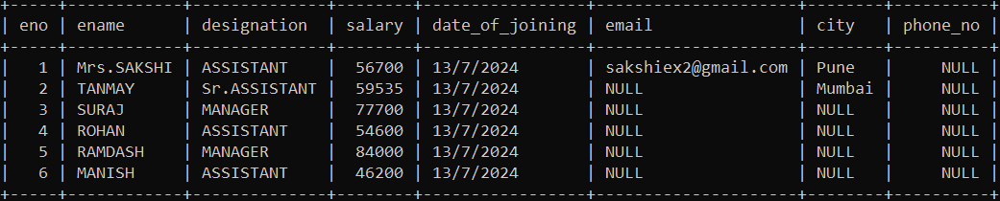 +-----+------------+--------------+--------+-----------------+--------------------+--------+----------+
| eno | ename      | designation  | salary | date_of_joining | email              | city   | phone_no |
+-----+------------+--------------+--------+-----------------+--------------------+--------+----------+
|   1 | Mrs.SAKSHI | ASSISTANT    |  56700 | 13/7/2024       | sakshiex2@gmail.com | Pune   |     NULL |
|   2 | TANMAY     | Sr.ASSISTANT |  59535 | 13/7/2024       | NULL               | Mumbai |     NULL |
|   3 | SURAJ      | MANAGER      |  77700 | 13/7/2024       | NULL               | NULL   |     NULL |
|   4 | ROHAN      | ASSISTANT    |  54600 | 13/7/2024       | NULL               | NULL   |     NULL |
|   5 | RAMDASH    | MANAGER      |  84000 | 13/7/2024       | NULL               | NULL   |     NULL |
|   6 | MANISH     | ASSISTANT    |  46200 | 13/7/2024       | NULL               | NULL   |     NULL |
+-----+------------+--------------+--------+-----------------+--------------------+--------+----------+